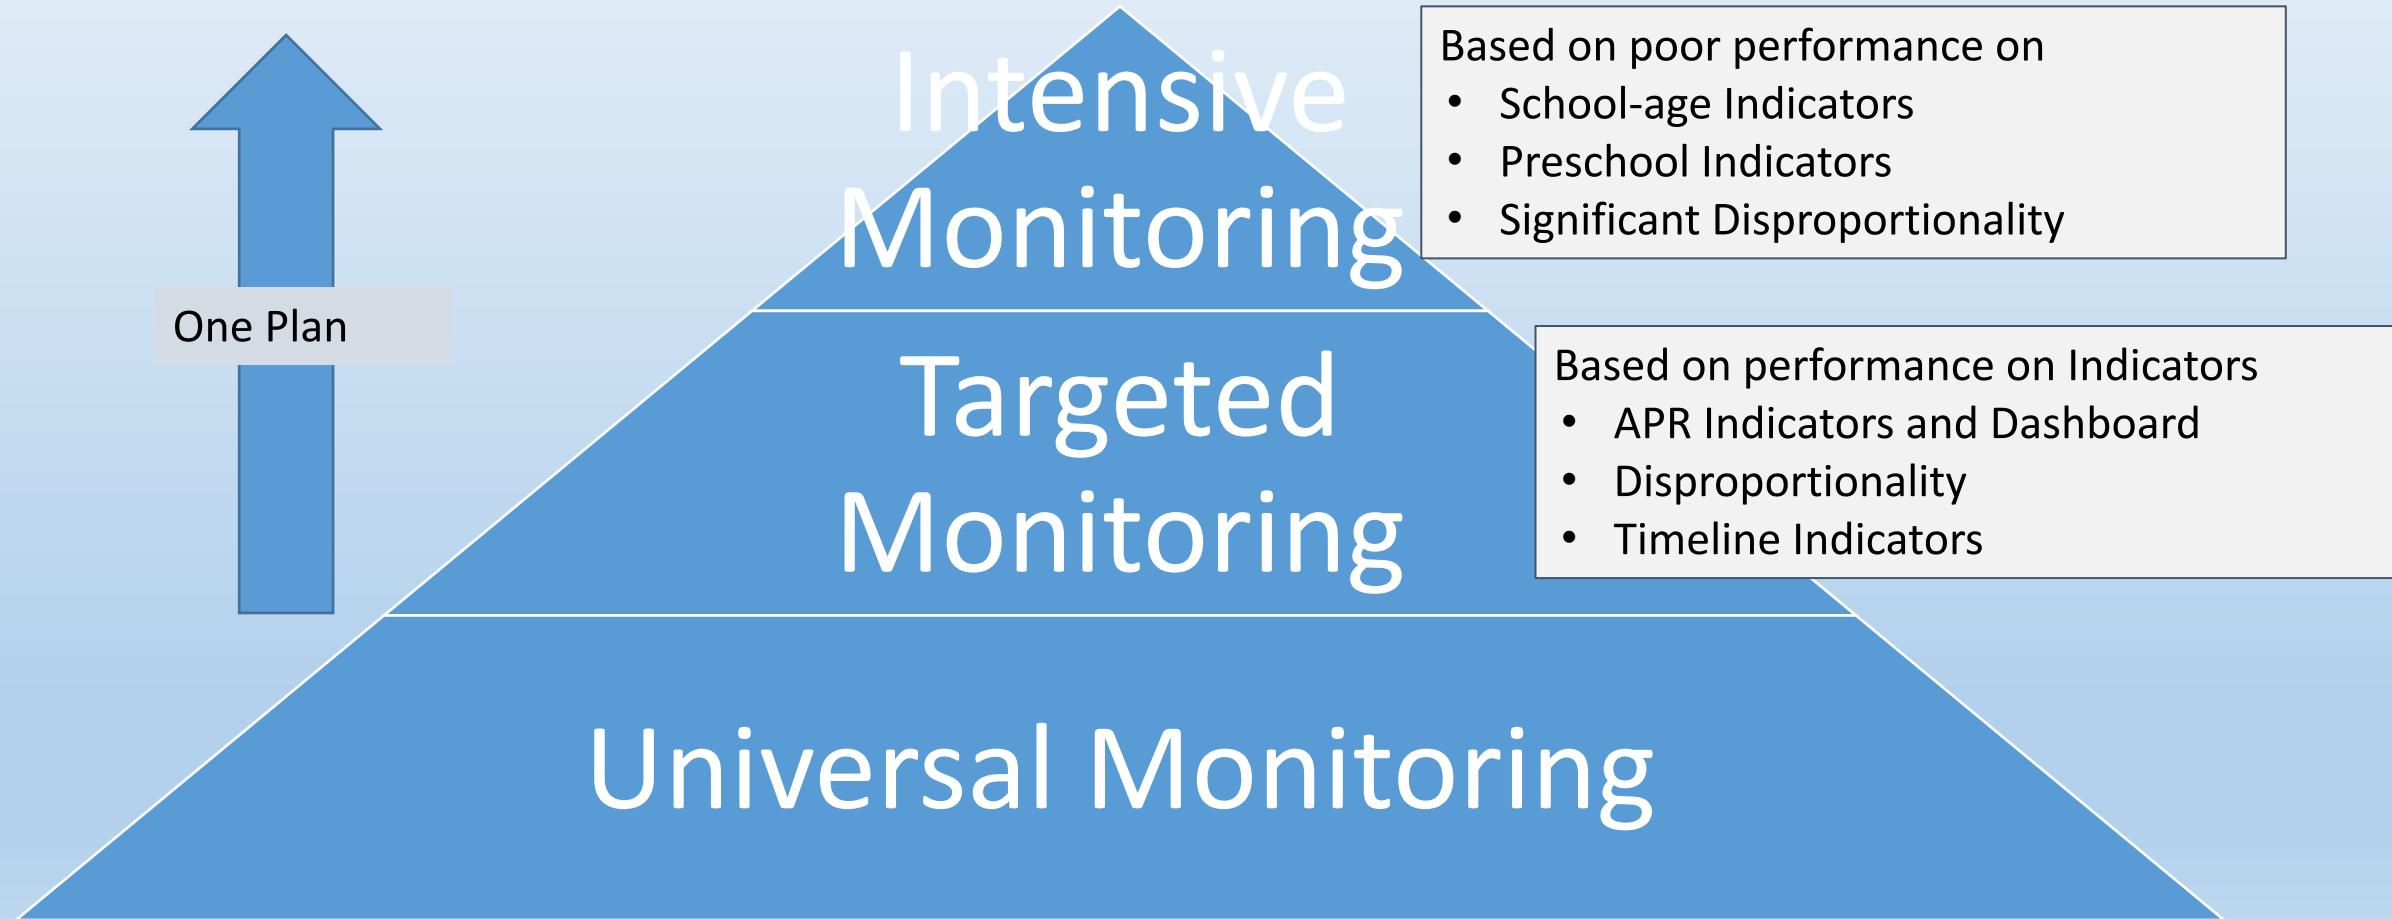 Intensive
Monitoring
Based on poor performance on
• School-age Indicators
• Preschool Indicators
• Significant Disproportionality
One Plan
Targeted
Monitoring
Based on performance on Indicators
• APR Indicators and Dashboard
• Disproportionality
• Timeline Indicators
Universal Monitoring